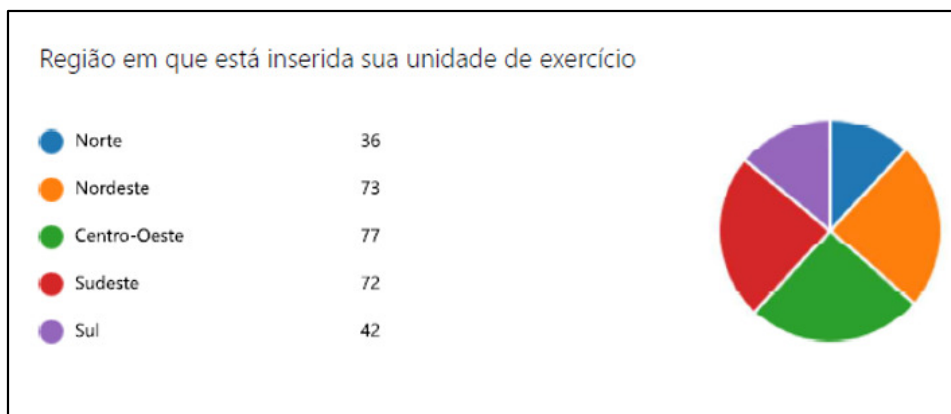 Região em que está inserida sua unidade de exercício
Norte 36
Nordeste 73
Centro-Oeste 77
Sudeste 72
Sul 42